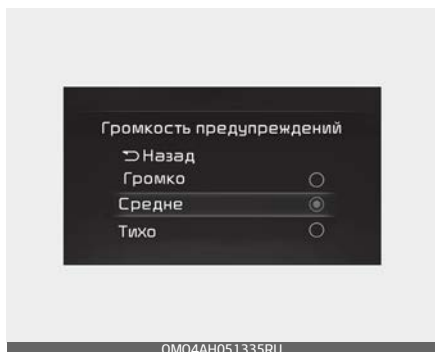 Громкость предупреждений
Назад
Громко
Средне
Тихо
OMQ4AH051335RU